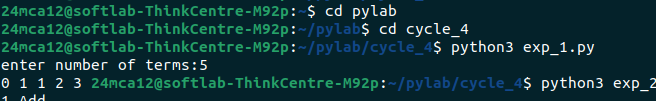 24mca12@softlab-ThinkCentre-M92p:~$ cd pylab
24mca12@softlab-ThinkCentre-M92p:~/pylab$ cd cycle_4
24mca12@softlab-ThinkCentre-M92p:~/pylab/cycle_4$ python3 exp_1.py
enter number of terms:5
0 1 1 2 3 24mca12@softlab-ThinkCentre-M92p:~/pylab/cycle_4$ python3 exp_2
1 Add